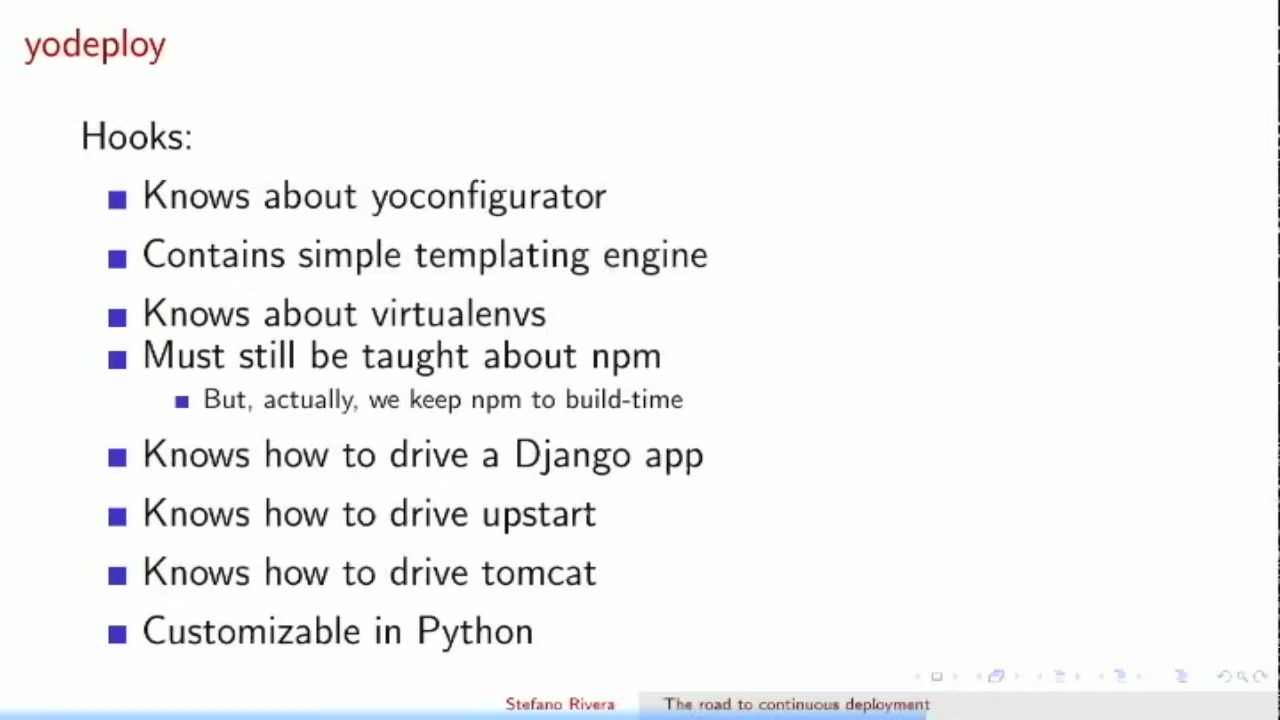 yodeploy
Hooks:
Knows about yoconfigurator
Contains simple templating engine
Knows about virtualenvs
Must still be taught about npm
But, actually, we keep npm to build-time
Knows how to drive a Django app
Knows how to drive upstart
Knows how to drive tomcat
Customizable in Python
Stefano Rivera
The road to continuous deployment